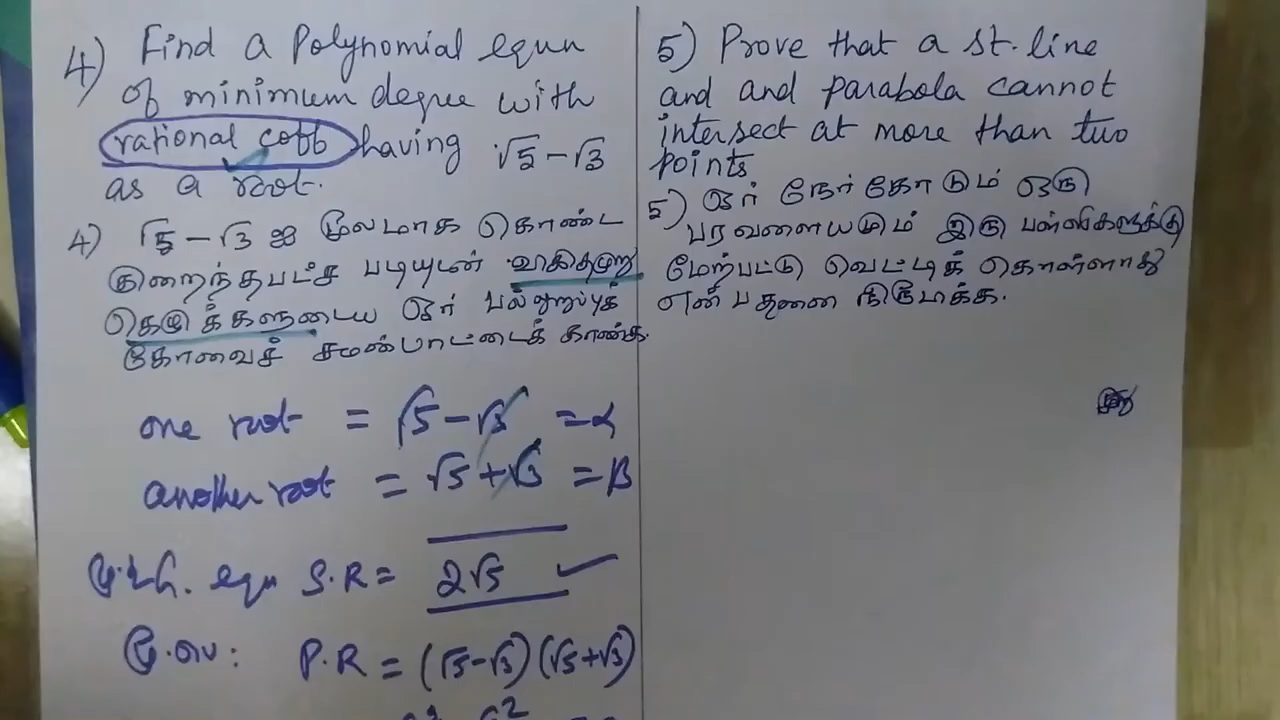 4) Find a Polynomial equn
of minimum degree with
rational coff having √5 − √3
as a root.
4) √5 − √3 ஐ மூலமாக கொண்ட
குறைந்தபட்ச படியுடன் விகிதமுறு
கெழுக்களுடைய ஓர் பல்லுறுப்புக்
கோவைச் சமன்பாட்டைக் காண்க.
one root = √5 − √3 = α
another root = √5 + √3 = β
equn S.R = 2√5
P.R = (√5−√3)(√5+√3)
5) Prove that a st. line
and and parabola cannot
intersect at more than two
points
5) ஓர் நேர்கோடும் ஒரு
பரவளையமும் இரு புள்ளிகளுக்கு
மேற்பட்டு வெட்டிக் கொள்ளாது
என்பதனை நிரூபிக்க.